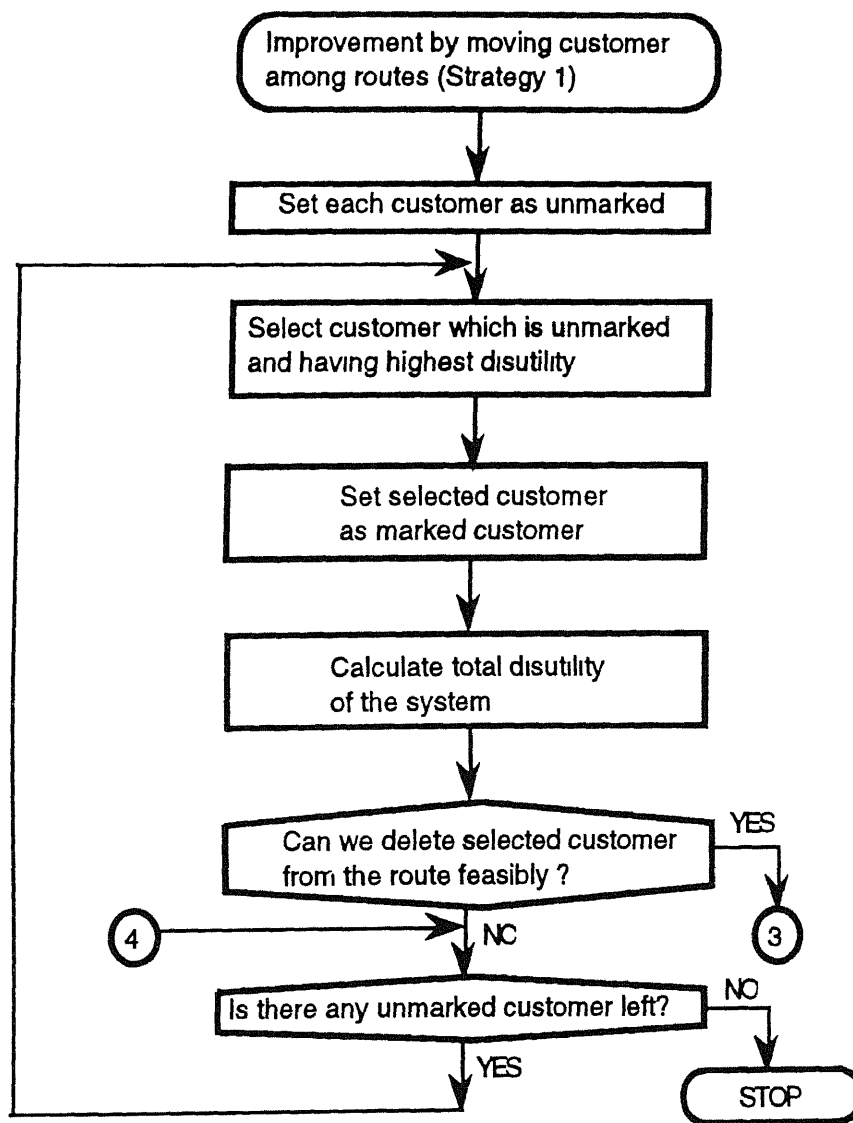 Improvement by moving customer
among routes (Strategy 1)
Set each customer as unmarked
Select customer which is unmarked
and having highest disutility
Set selected customer
as marked customer
Calculate total disutility
of the system
Can we delete selected customer
from the route feasibly ?
YES
4
NO
3
Is there any unmarked customer left?
NO
YES
STOP